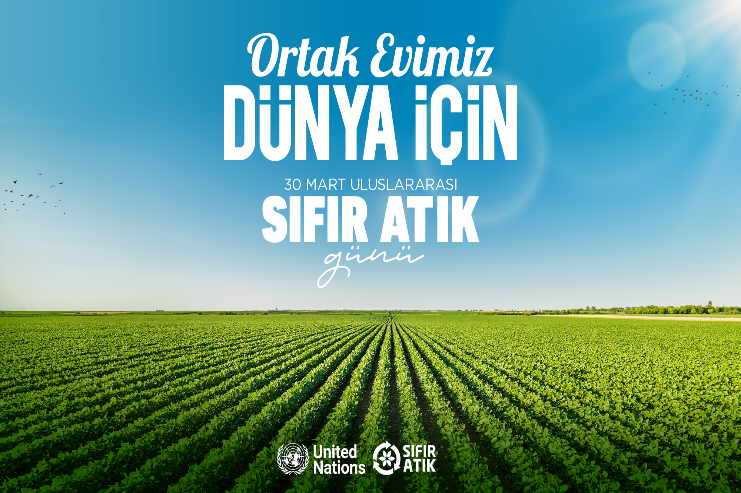 Ortak Evimiz
DÜNYA İÇİN
30 MART ULUSLARARASI
SIFIR ATIK
günü
United
Nations
SIFIR
ATIK